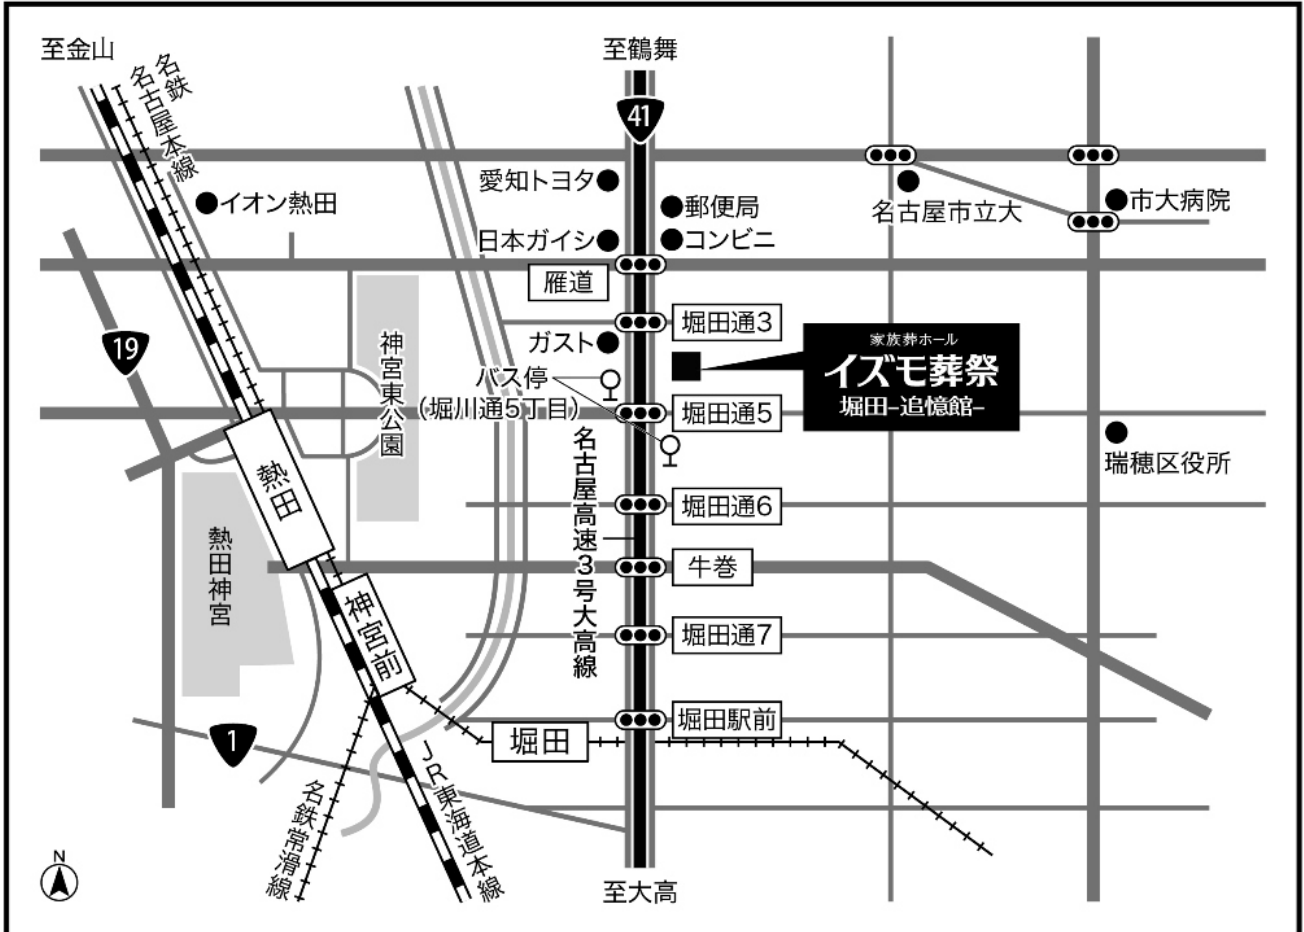 至金山
名鉄
名古屋本線
至鶴舞
41
愛知トヨタ
イオン熱田
郵便局
名古屋市立大
市大病院
日本ガイシ
コンビニ
雁道
堀田通3
19
神宮東公園
ガスト
家族葬ホール
イズモ葬祭
堀田-追憶館-
バス停
(堀川通5丁目)
堀田通5
瑞穂区役所
熱田
名古屋高速3号大高線
堀田通6
熱田神宮
牛巻
神宮前
堀田通7
堀田駅前
1
堀田
JR東海道本線
名鉄常滑線
N
至大高